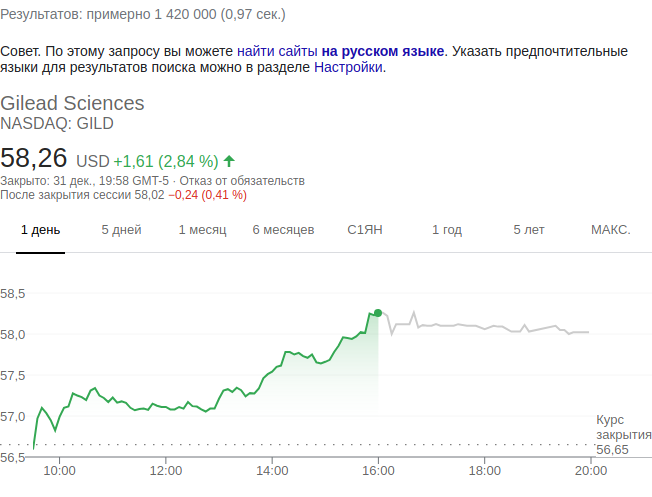 Результатов: примерно 1 420 000 (0,97 сек.)
Совет. По этому запросу вы можете найти сайты на русском языке. Указать предпочтительные
языки для результатов поиска можно в разделе Настройки.
Gilead Sciences
NASDAQ: GILD
58,26 USD +1,61 (2,84 %)
Закрыто: 31 дек., 19:58 GMT-5 · Отказ от обязательств
После закрытия сессии 58,02 −0,24 (0,41 %)
1 день 5 дней 1 месяц 6 месяцев С1ЯН 1 год 5 лет МАКС.
58,5
58,0
57,5
57,0
Курс
закрытия
56,65
56,5
10:00 12:00 14:00 16:00 18:00 20:00